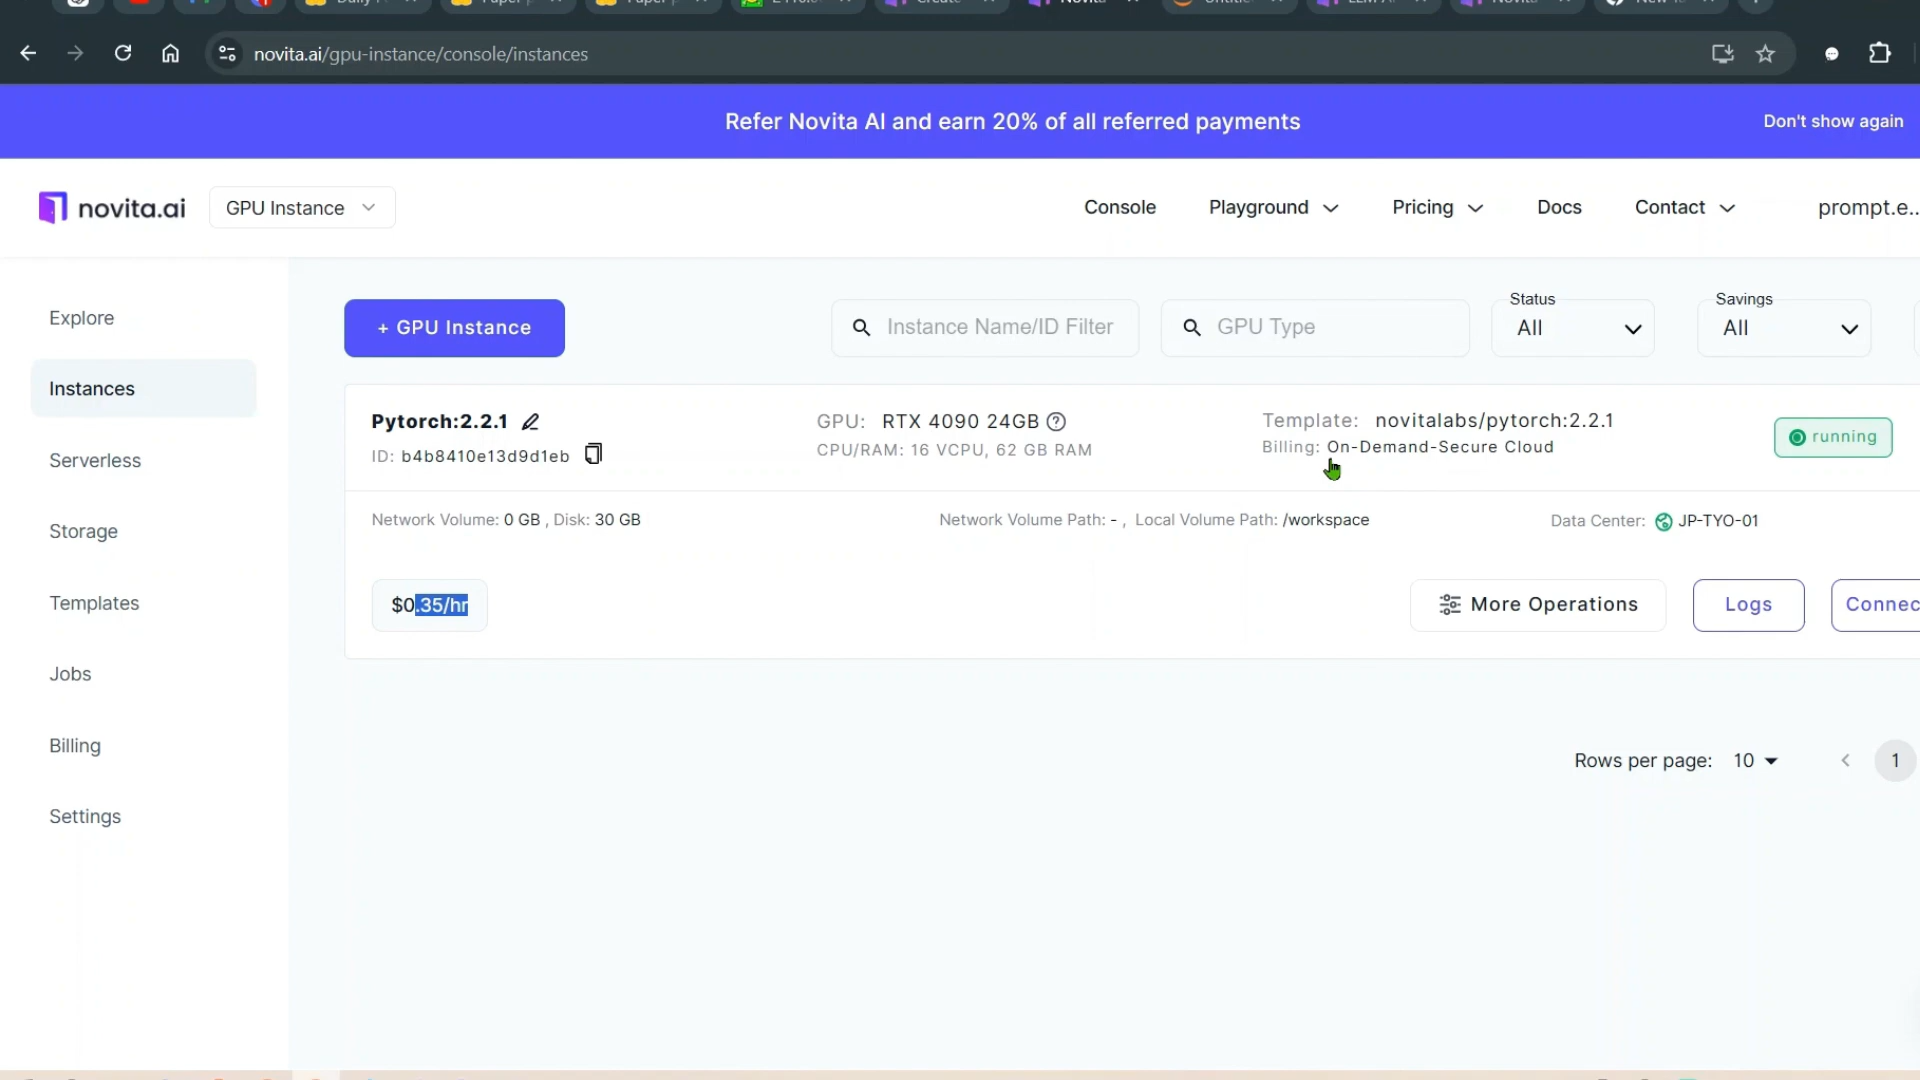 novita.ai/gpu-instance/console/instances
Refer Novita AI and earn 20% of all referred payments
Don't show again
novita.ai
GPU Instance
Console
Playground
Pricing
Docs
Contact
prompt.e..
Explore
Instances
Serverless
Storage
Templates
Jobs
Billing
Settings
+ GPU Instance
Instance Name/ID Filter
GPU Type
Status
All
Savings
All
Pytorch:2.2.1
ID: b4b8410e13d9d1eb
GPU: RTX 4090 24GB
CPU/RAM: 16 VCPU, 62 GB RAM
Template: novitalabs/pytorch:2.2.1
Billing: On-Demand-Secure Cloud
running
Network Volume: 0 GB , Disk: 30 GB
Network Volume Path: - , Local Volume Path: /workspace
Data Center: JP-TYO-01
$0.35/hr
More Operations
Logs
Connec
Rows per page: 10
1